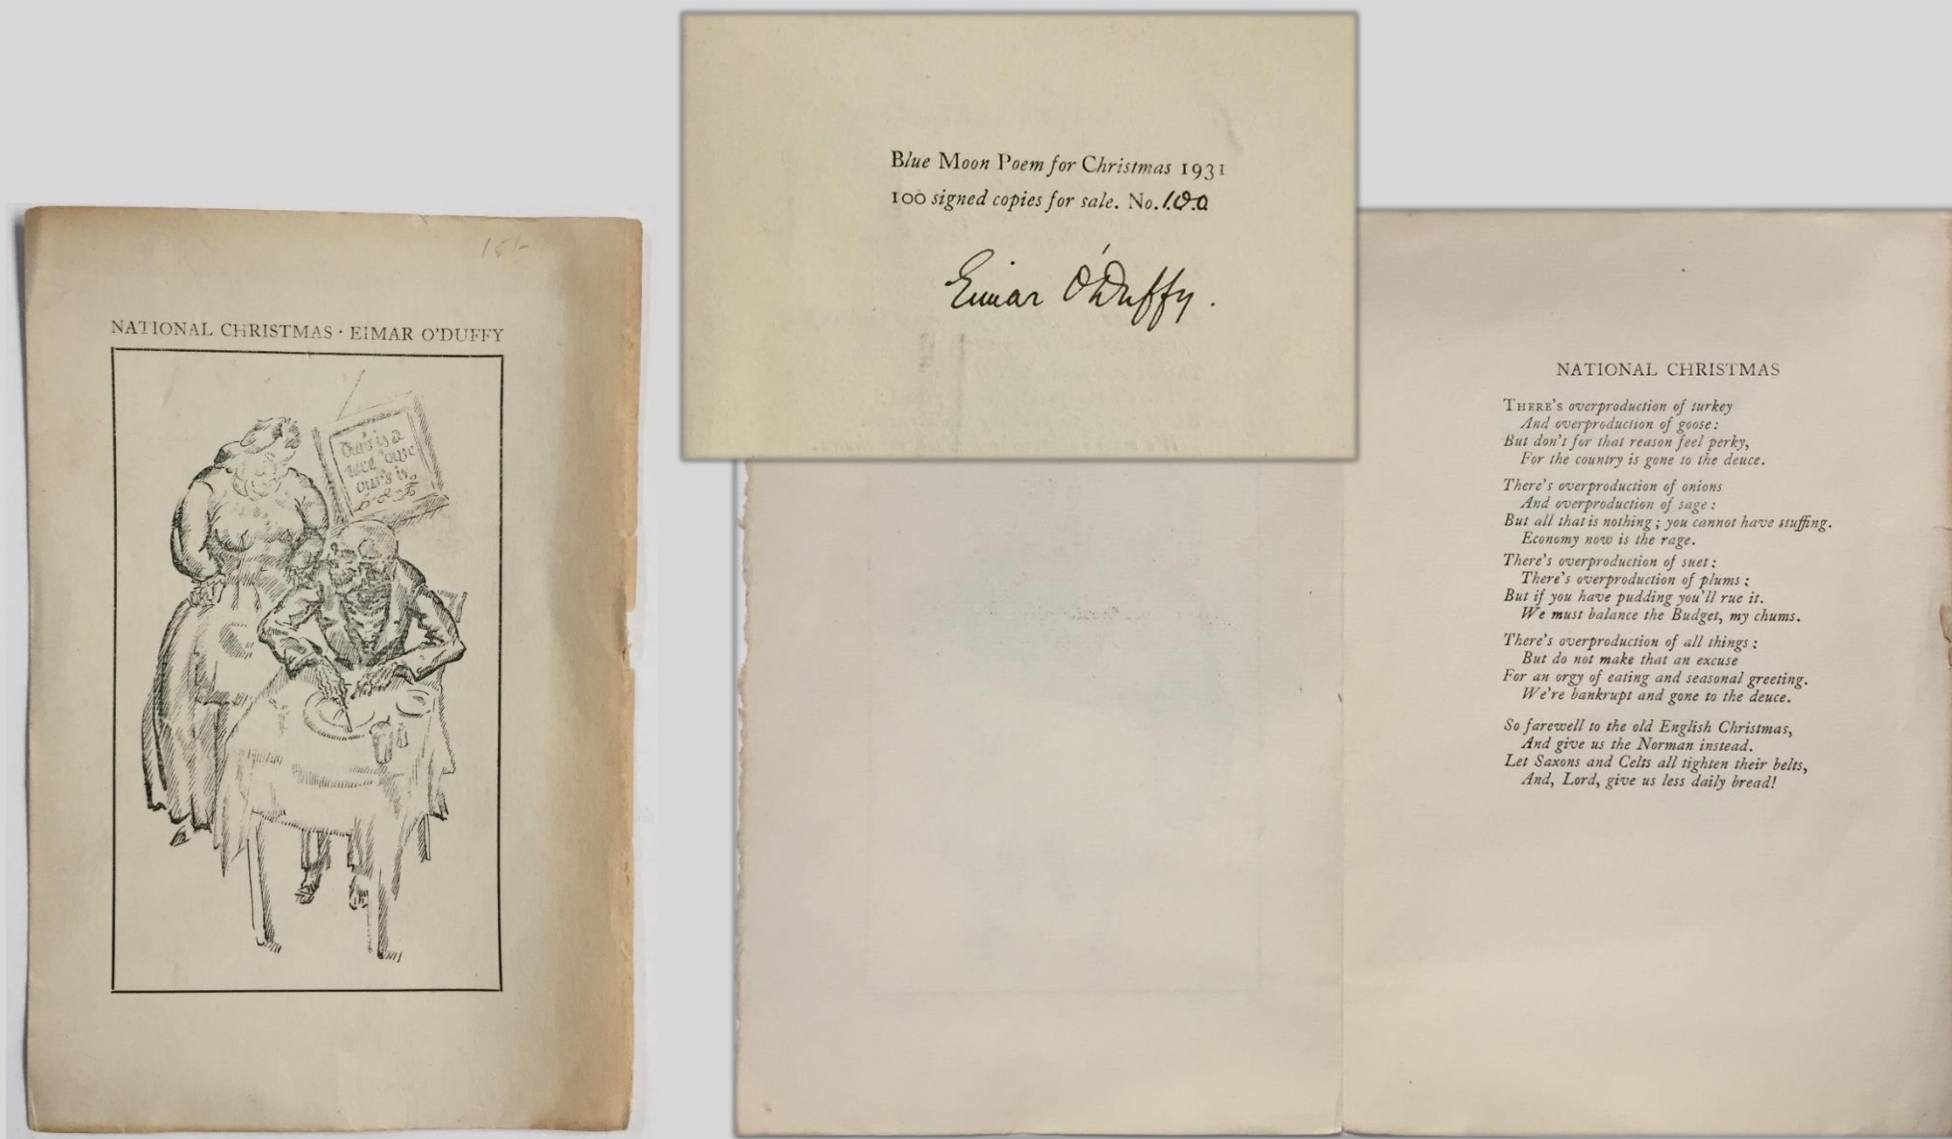 15/-
NATIONAL CHRISTMAS · EIMAR O'DUFFY
Our's is a
nice 'ouse
our's is.
Blue Moon Poem for Christmas 1931
100 signed copies for sale. No. 100
Eimar O'Duffy.
NATIONAL CHRISTMAS
THERE'S overproduction of turkey
And overproduction of goose:
But don't for that reason feel perky,
For the country is gone to the deuce.
There's overproduction of onions
And overproduction of sage:
But all that is nothing; you cannot have stuffing.
Economy now is the rage.
There's overproduction of suet:
There's overproduction of plums:
But if you have pudding you'll rue it.
We must balance the Budget, my chums.
There's overproduction of all things:
But do not make that an excuse
For an orgy of eating and seasonal greeting.
We're bankrupt and gone to the deuce.
So farewell to the old English Christmas,
And give us the Norman instead.
Let Saxons and Celts all tighten their belts,
And, Lord, give us less daily bread!